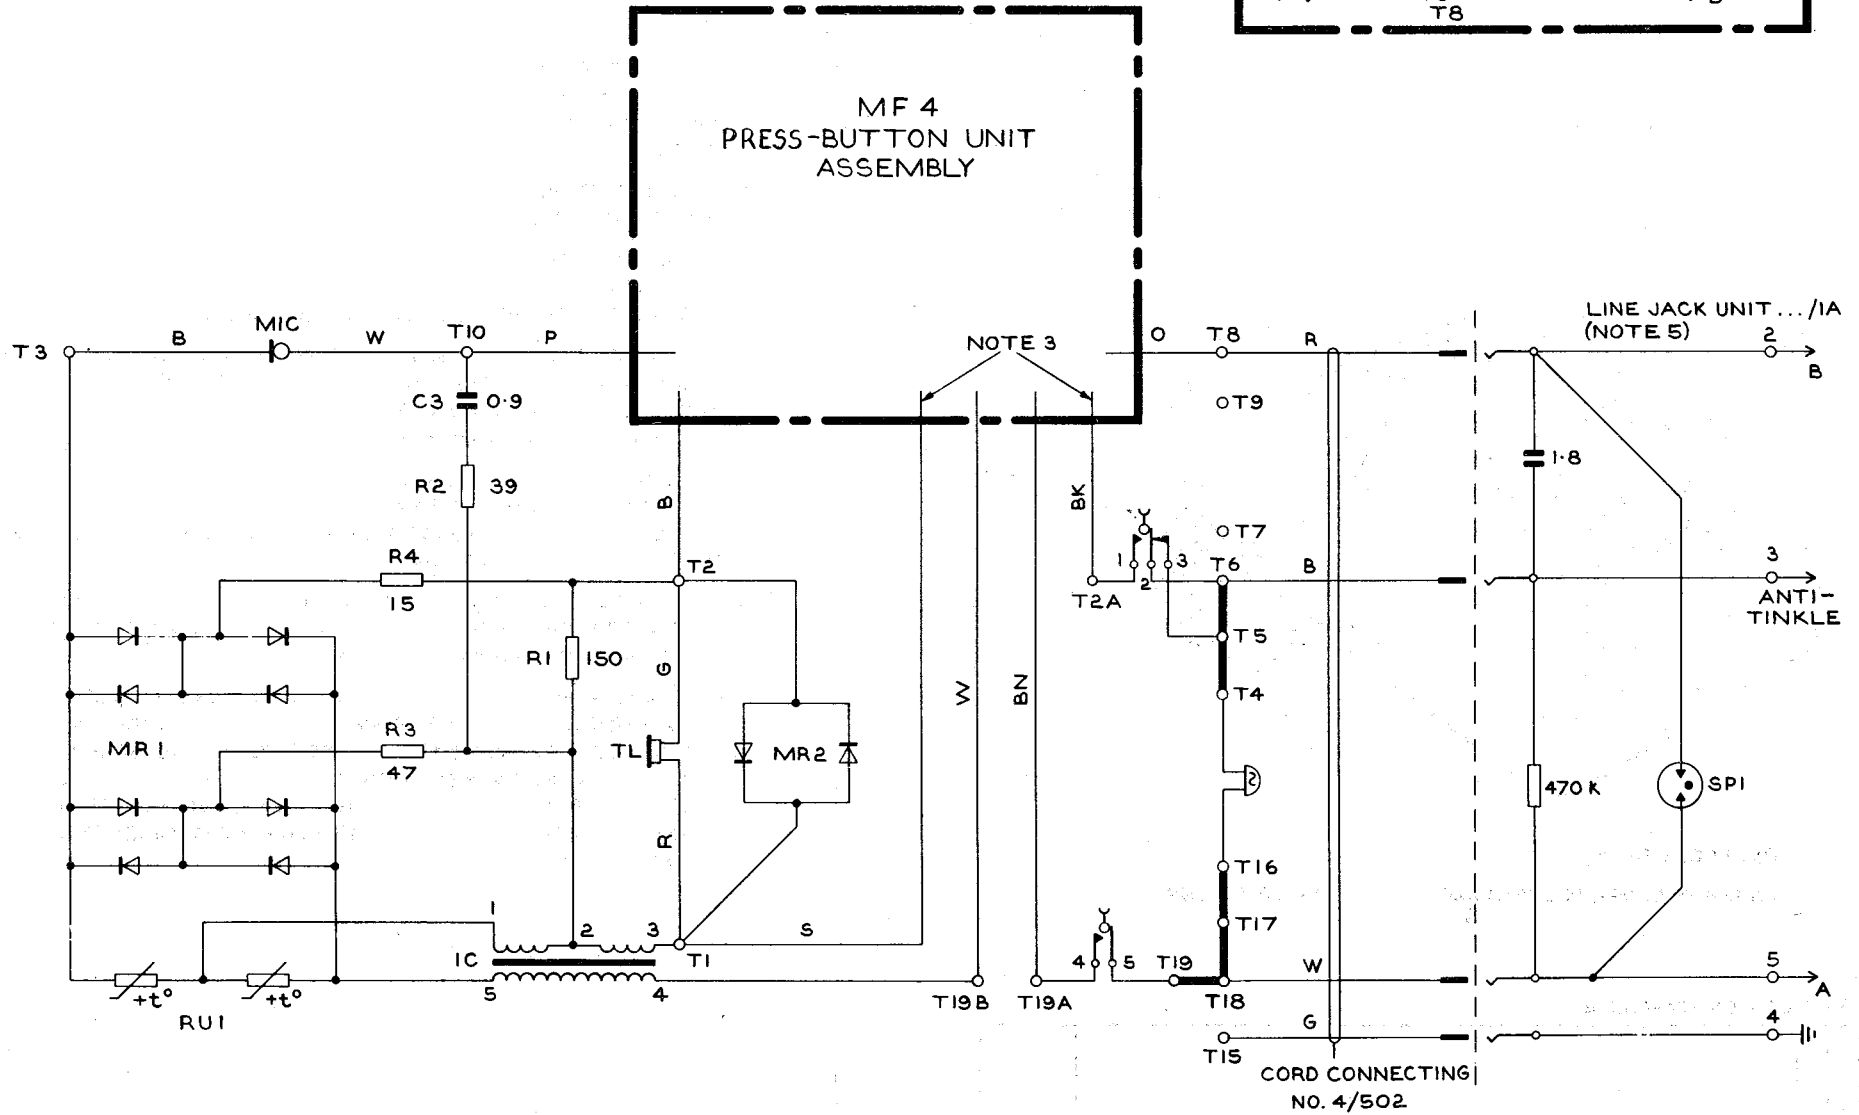 T8
MF 4
PRESS-BUTTON UNIT
ASSEMBLY
LINE JACK UNIT.../1A
(NOTE 5)
T3
B
MIC
W
T10
P
NOTE 3
O
T8
R
2
B
C3
0·9
T9
1·8
R2
39
B
BK
T7
R4
15
T2
1
2
3
T2A
T6
B
3
ANTI-
TINKLE
R1
150
G
T5
W
BN
T4
MR1
R3
47
TL
MR2
470K
SP1
R
T16
1
2
3
S
T17
IC
T1
4
5
T19
W
5
A
5
4
T19B
T19A
T18
+t°
+t°
RU1
G
4
T15
CORD CONNECTING
NO. 4/502